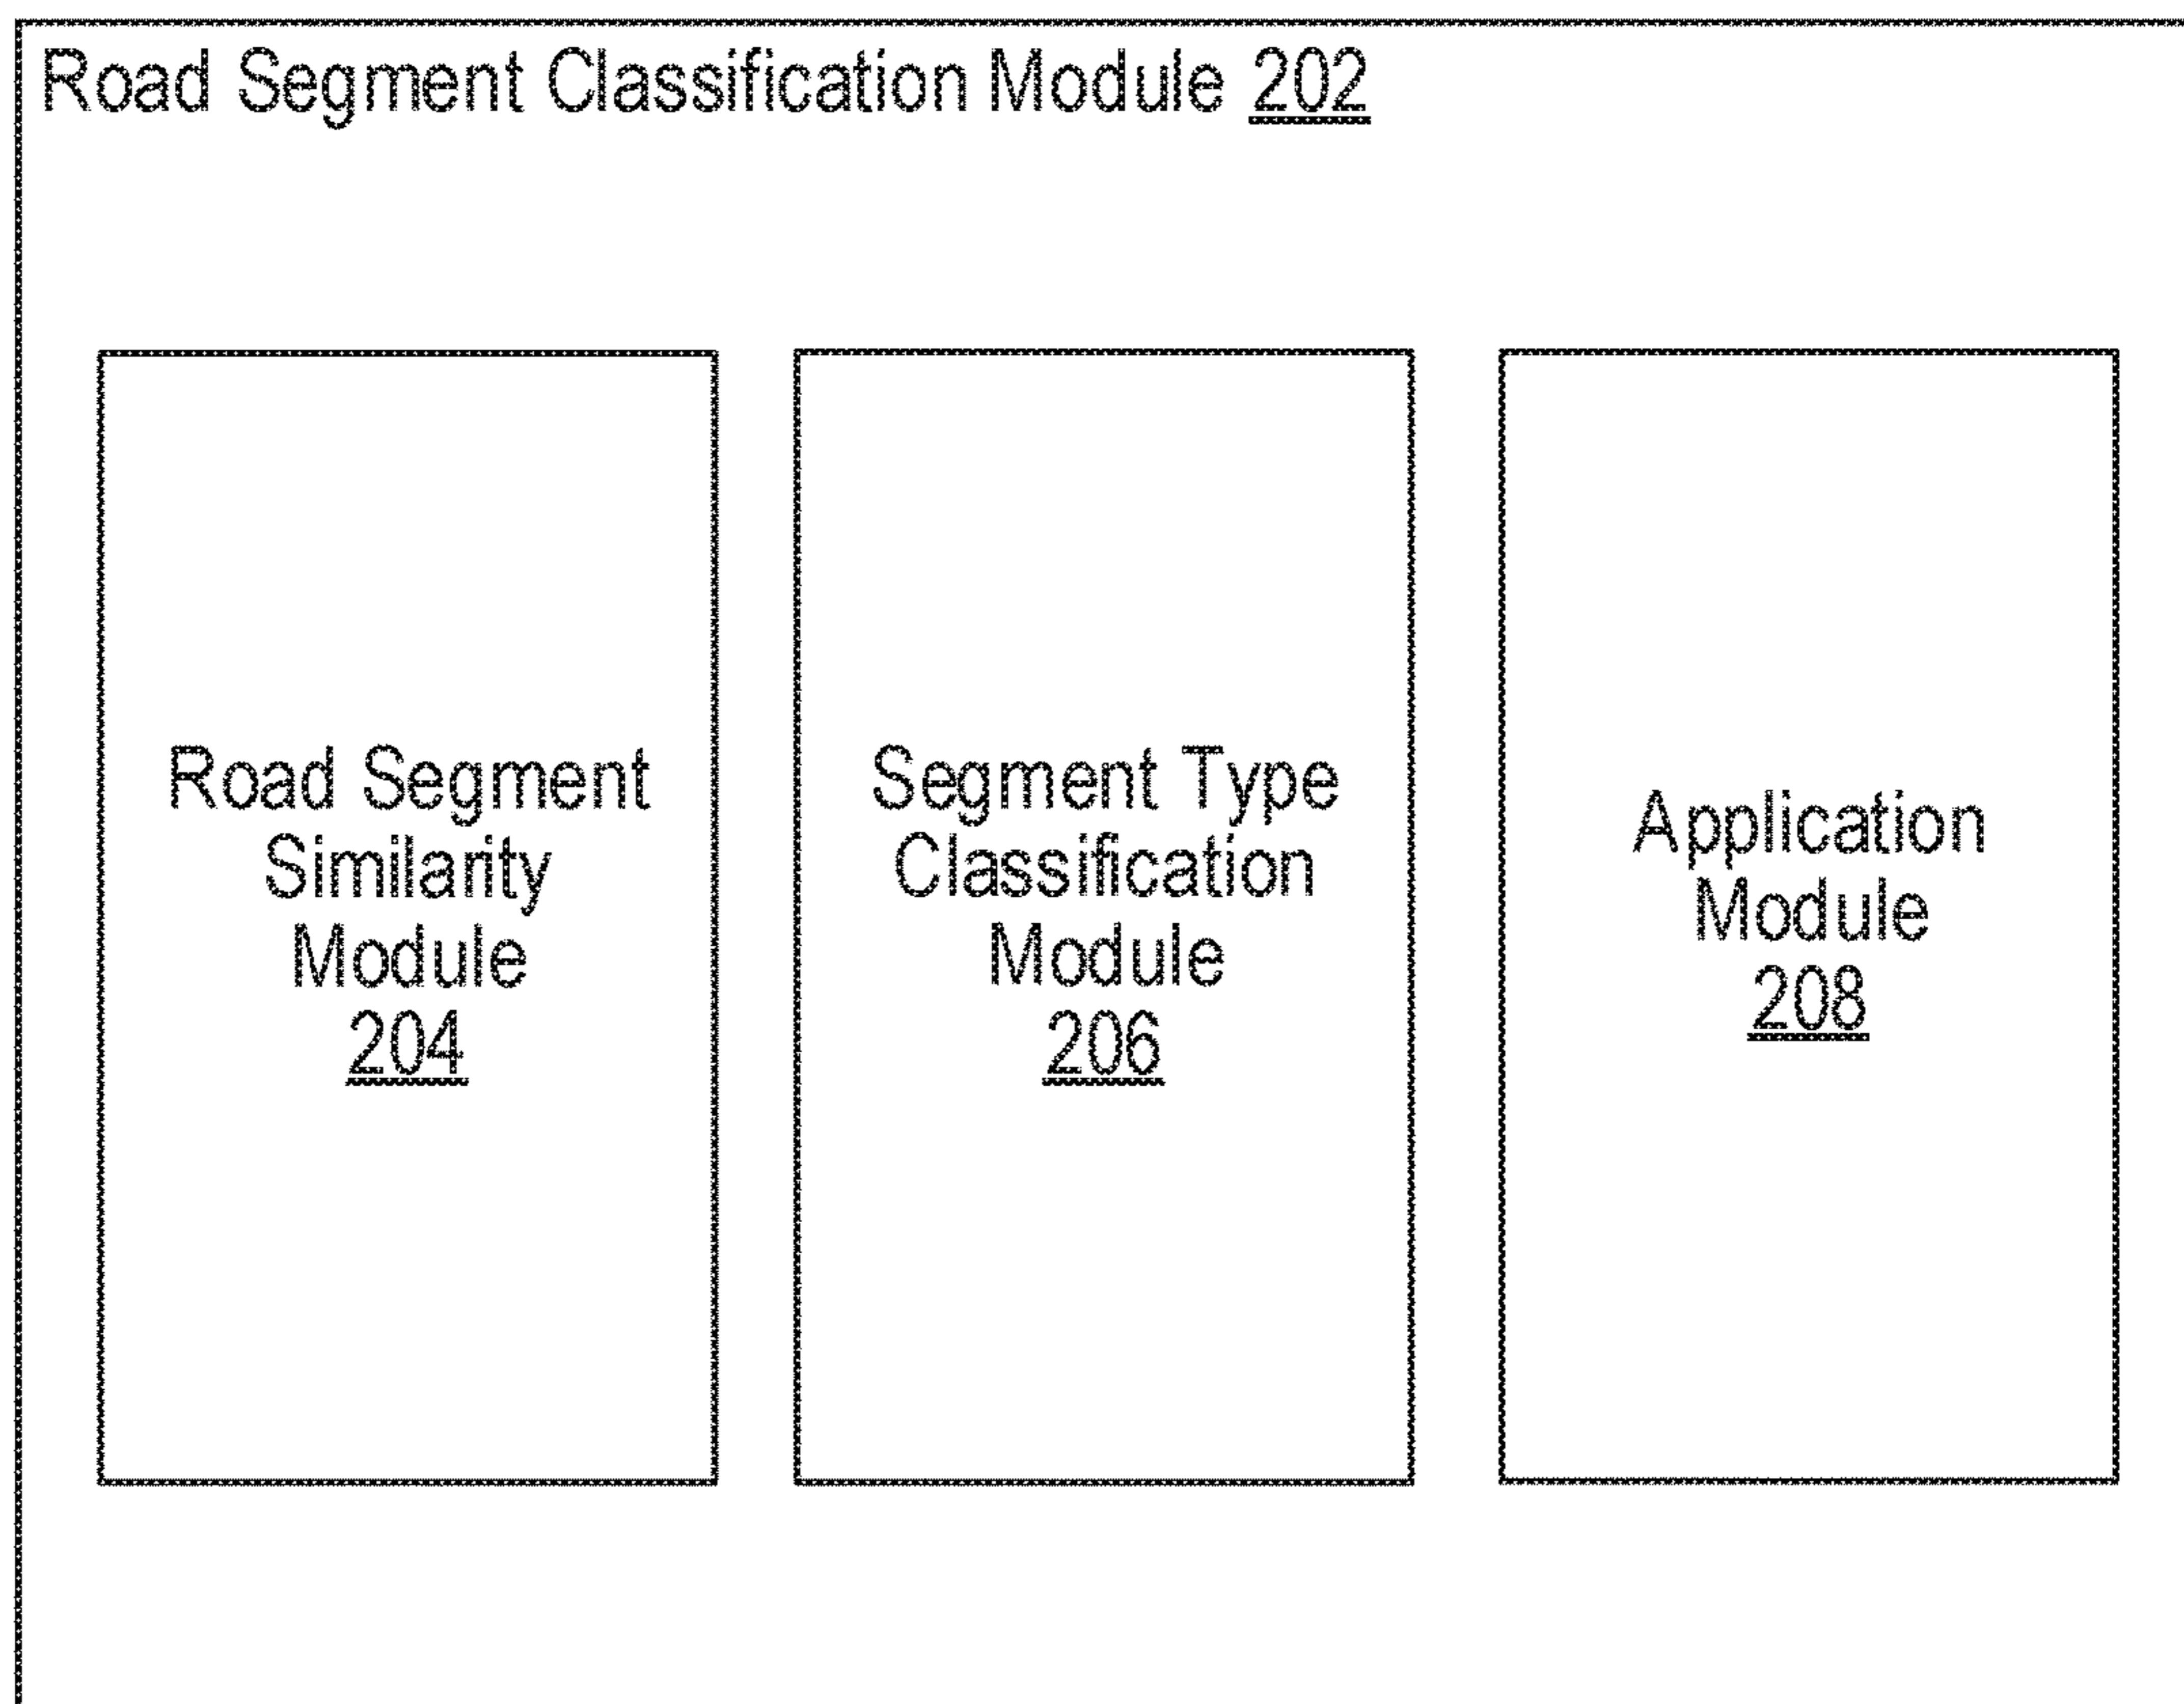 Road Segment Classification Module 202
Road Segment
Similarity
Module
204
Segment Type
Classification
Module
206
Application
Module
208